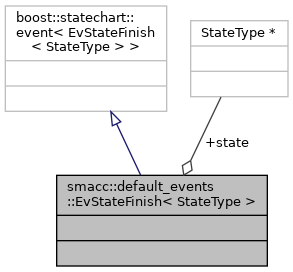 boost::statechart::
event< EvStateFinish
< StateType > >
StateType *
+state
smacc::default_events
::EvStateFinish< StateType >